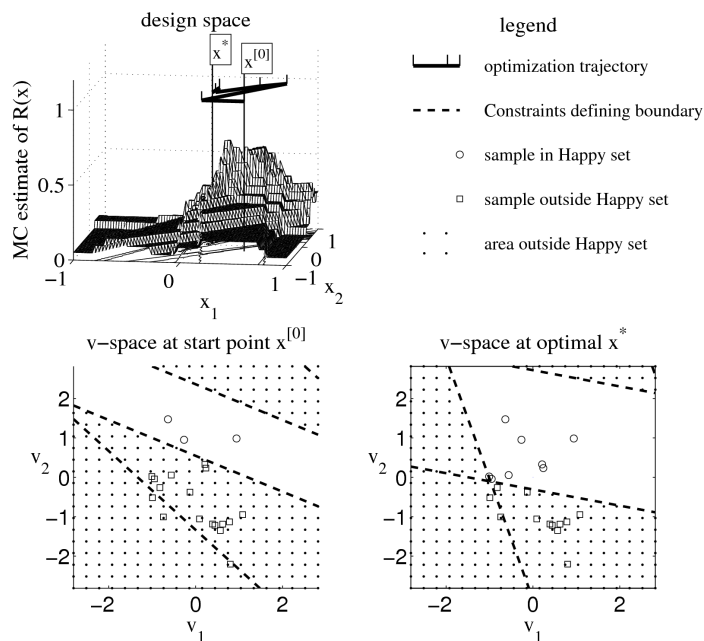 design space
x*
x[0]
MC estimate of R(x)
1
0.5
0
−1
0
1
x1
−1
0
1
x2
legend
optimization trajectory
Constraints defining boundary
sample in Happy set
sample outside Happy set
area outside Happy set
v−space at start point x[0]
2
1
0
−1
−2
v2
−2
0
2
v1
v−space at optimal x*
2
1
0
−1
−2
v2
−2
0
2
v1